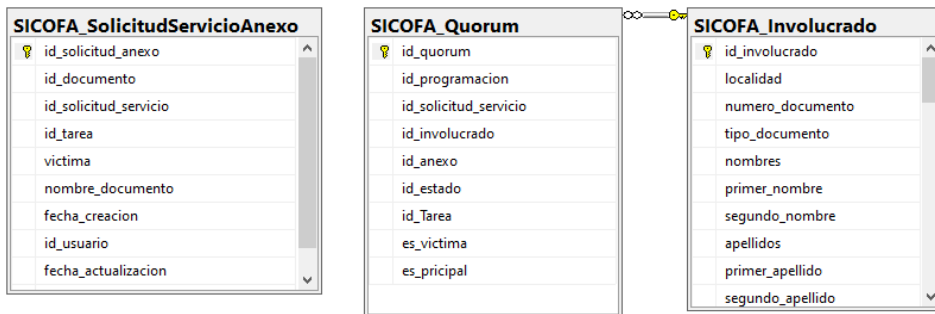 SICOFA_SolicitudServicioAnexo
id_solicitud_anexo
id_documento
id_solicitud_servicio
id_tarea
victima
nombre_documento
fecha_creacion
id_usuario
fecha_actualizacion
SICOFA_Quorum
id_quorum
id_programacion
id_solicitud_servicio
id_involucrado
id_anexo
id_estado
id_Tarea
es_victima
es_pricipal
SICOFA_Involucrado
id_involucrado
localidad
numero_documento
tipo_documento
nombres
primer_nombre
segundo_nombre
apellidos
primer_apellido
segundo_apellido